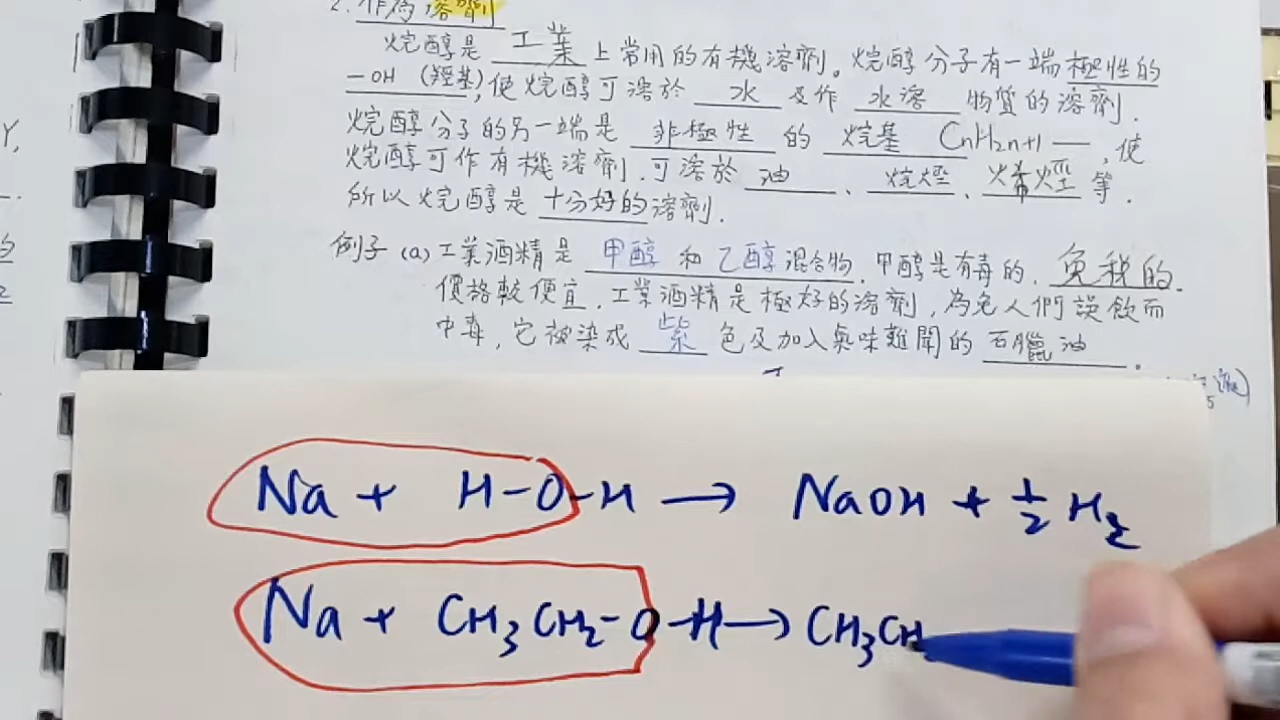 2. 作為溶劑
烷醇是 工業 上常用的有機溶劑。烷醇分子有一端極性的
—OH (羥基),使烷醇可溶於 水 及作 水溶 物質的溶劑.
烷醇分子的另一端是 非極性 的 烷基 CnH2n+1—,使
烷醇可作有機溶劑.可溶於 油、烷烴、烯烴 等.
所以烷醇是 十分好的溶劑.
例子 (a) 工業酒精是 甲醇 和 乙醇混合物. 甲醇是有毒的. 免税的.
價格較便宜. 工業酒精是極好的溶劑, 為免人們誤飲而
中毒, 它被染成 紫 色及加入氣味難聞的 石臘油.
Na + H-O-H → NaOH + 1/2 H2
Na + CH3CH2-O-H → CH3CH